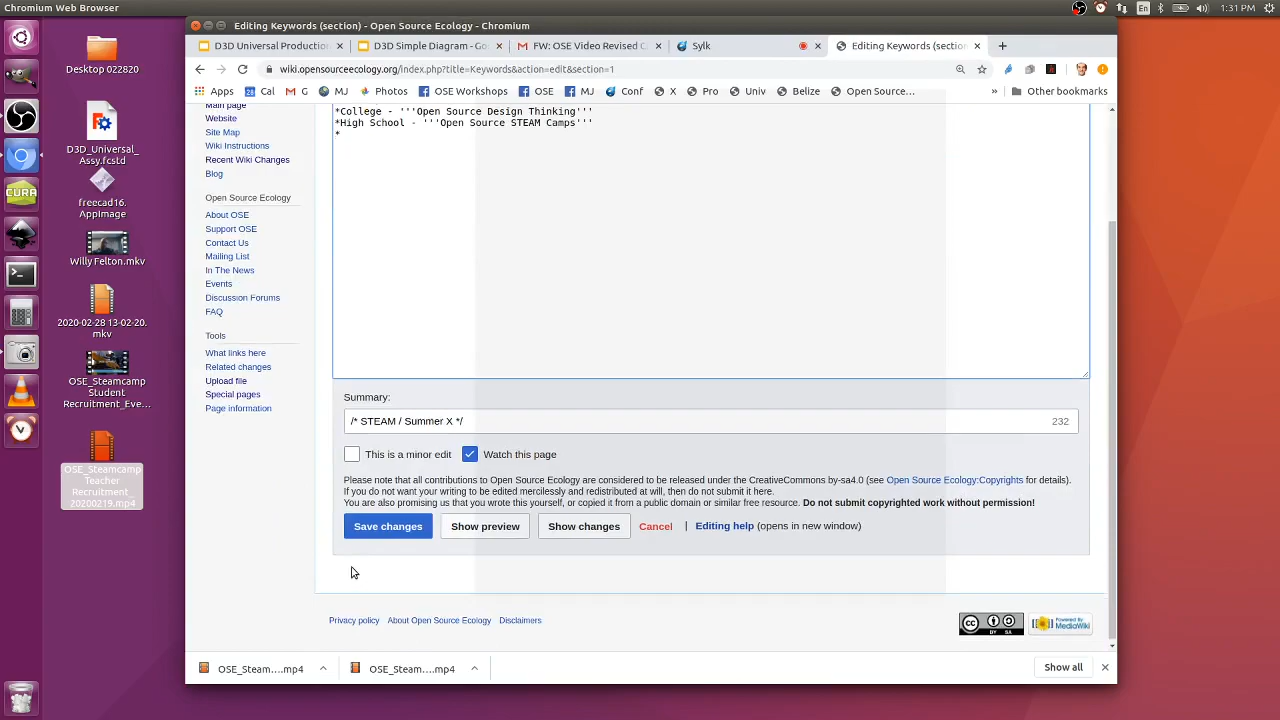 Chromium Web Browser
En
1:31 PM
Editing Keywords (section) - Open Source Ecology - Chromium
D3D Universal Productio
D3D Simple Diagram - Go
FW: OSE Video Revised C
Sylk
Editing Keywords (section
wiki.opensourceecology.org/index.php?title=Keywords&action=edit&section=1
Apps
28 Cal
G
MJ
Photos
OSE Workshops
OSE
MJ
Conf
X
Pro
Univ
Belize
Open Source…
»
Other bookmarks
Desktop 022820
D3D_Universal_
Assy.fcstd
freecad16.
AppImage
Willy Felton.mkv
2020-02-28 13-02-20.
mkv
OSE_Steamcamp
Student
Recruitment_Eve…
OSE_Steamcamp
Teacher
Recruitment_
20200219.mp4
CURA
Main page
Website
Site Map
Wiki Instructions
Recent Wiki Changes
Blog
Open Source Ecology
About OSE
Support OSE
Contact Us
Mailing List
In The News
Events
Discussion Forums
FAQ
Tools
What links here
Related changes
Upload file
Special pages
Page information
*College - '''Open Source Design Thinking'''
*High School - '''Open Source STEAM Camps'''
*
Summary:
/* STEAM / Summer X */
232
This is a minor edit
Watch this page
Please note that all contributions to Open Source Ecology are considered to be released under the CreativeCommons by-sa4.0 (see Open Source Ecology:Copyrights for details).
If you do not want your writing to be edited mercilessly and redistributed at will, then do not submit it here.
You are also promising us that you wrote this yourself, or copied it from a public domain or similar free resource. Do not submit copyrighted work without permission!
Save changes
Show preview
Show changes
Cancel
| Editing help (opens in new window)
Privacy policy
About Open Source Ecology
Disclaimers
CC BY SA
Powered By MediaWiki
OSE_Steam….mp4
OSE_Steam….mp4
Show all